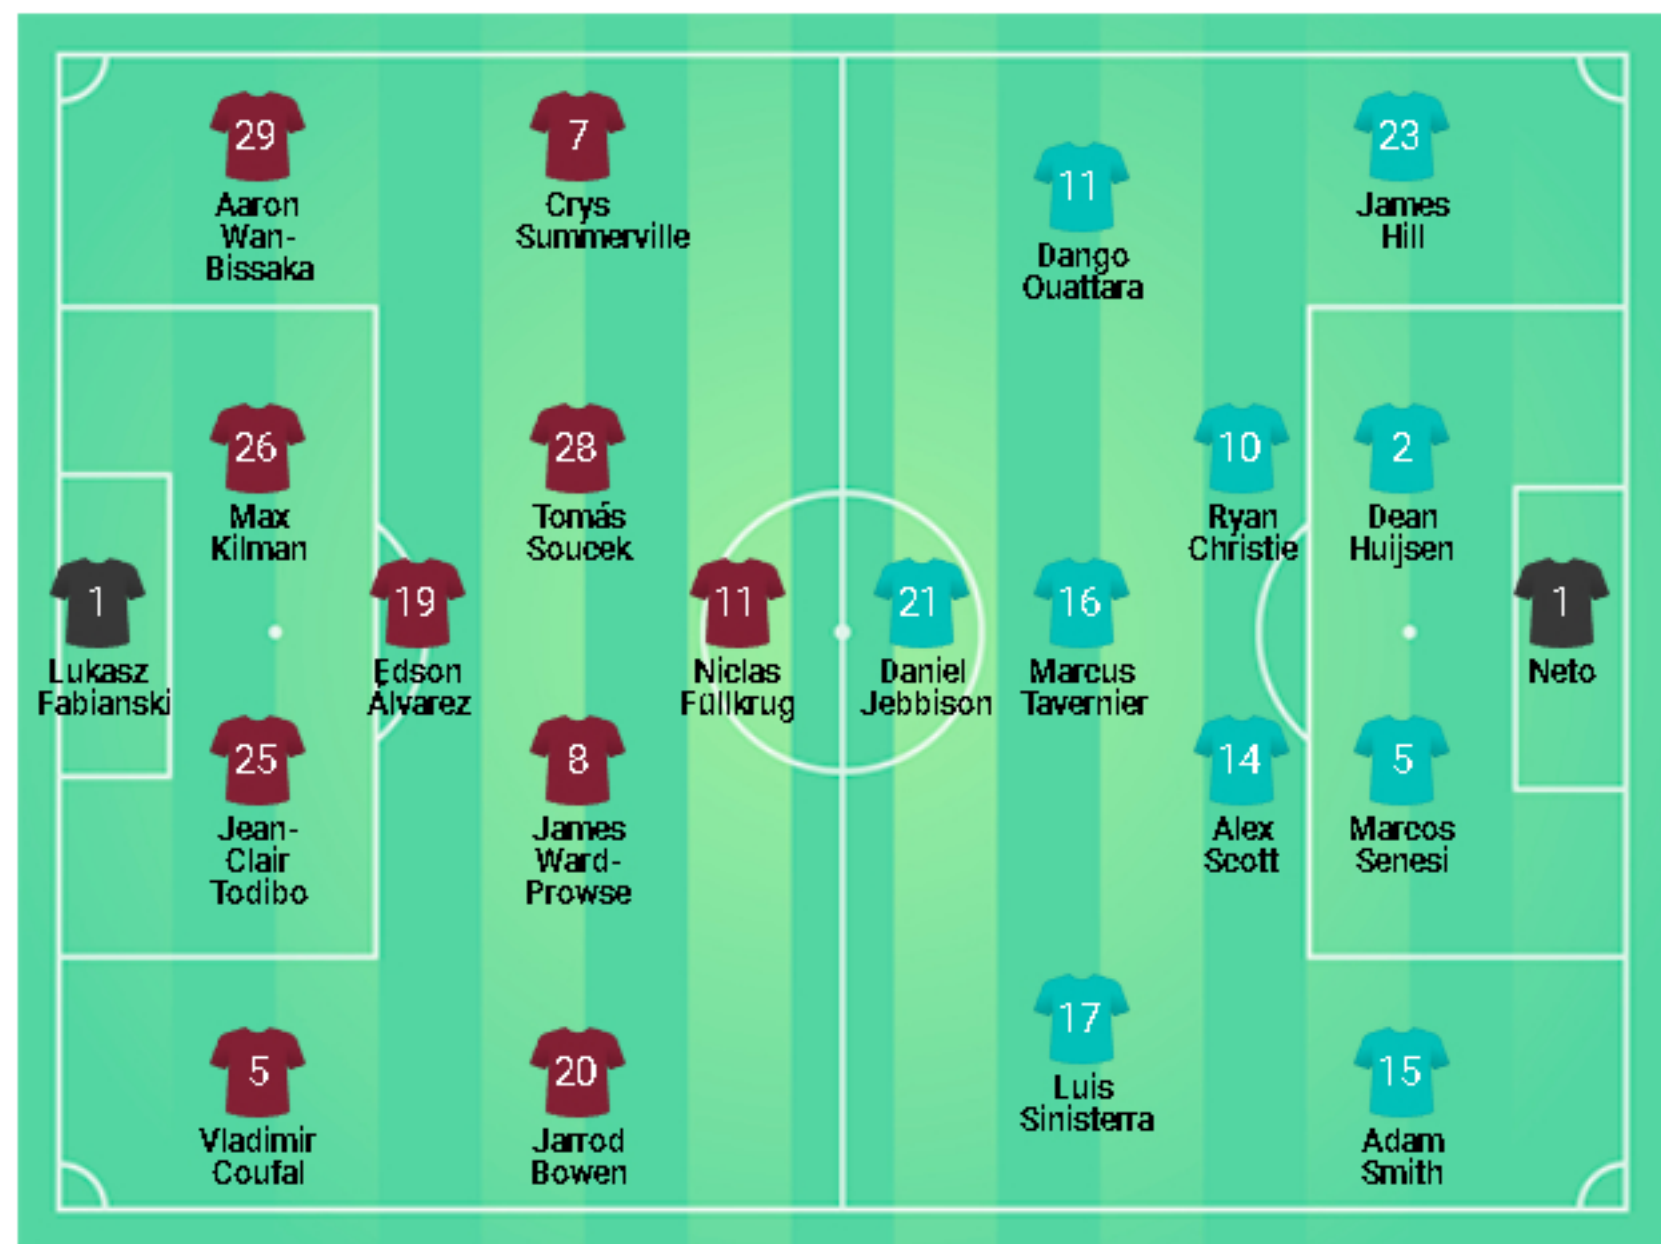 29
Aaron
Wan-
Bissaka
7
Crys
Summerville
11
Dango
Ouattara
23
James
Hill
26
Max
Kilman
28
Tomás
Soucek
10
Ryan
Christie
2
Dean
Huijsen
1
Lukasz
Fabianski
19
Edson
Álvarez
11
Niclas
Füllkrug
21
Daniel
Jebbison
16
Marcus
Tavernier
1
Neto
25
Jean-
Clair
Todibo
8
James
Ward-
Prowse
14
Alex
Scott
5
Marcos
Senesi
5
Vladimir
Coufal
20
Jarrod
Bowen
17
Luis
Sinisterra
15
Adam
Smith